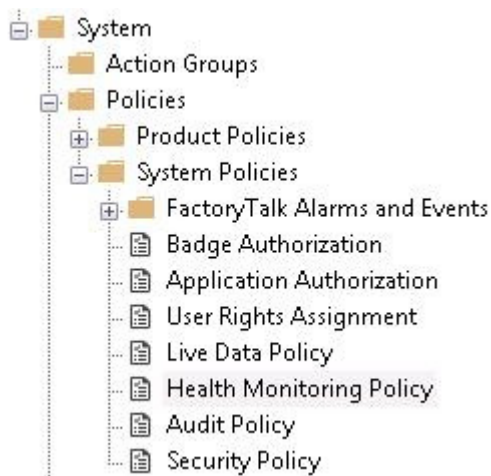 System
Action Groups
Policies
Product Policies
System Policies
FactoryTalk Alarms and Events
Badge Authorization
Application Authorization
User Rights Assignment
Live Data Policy
Health Monitoring Policy
Audit Policy
Security Policy